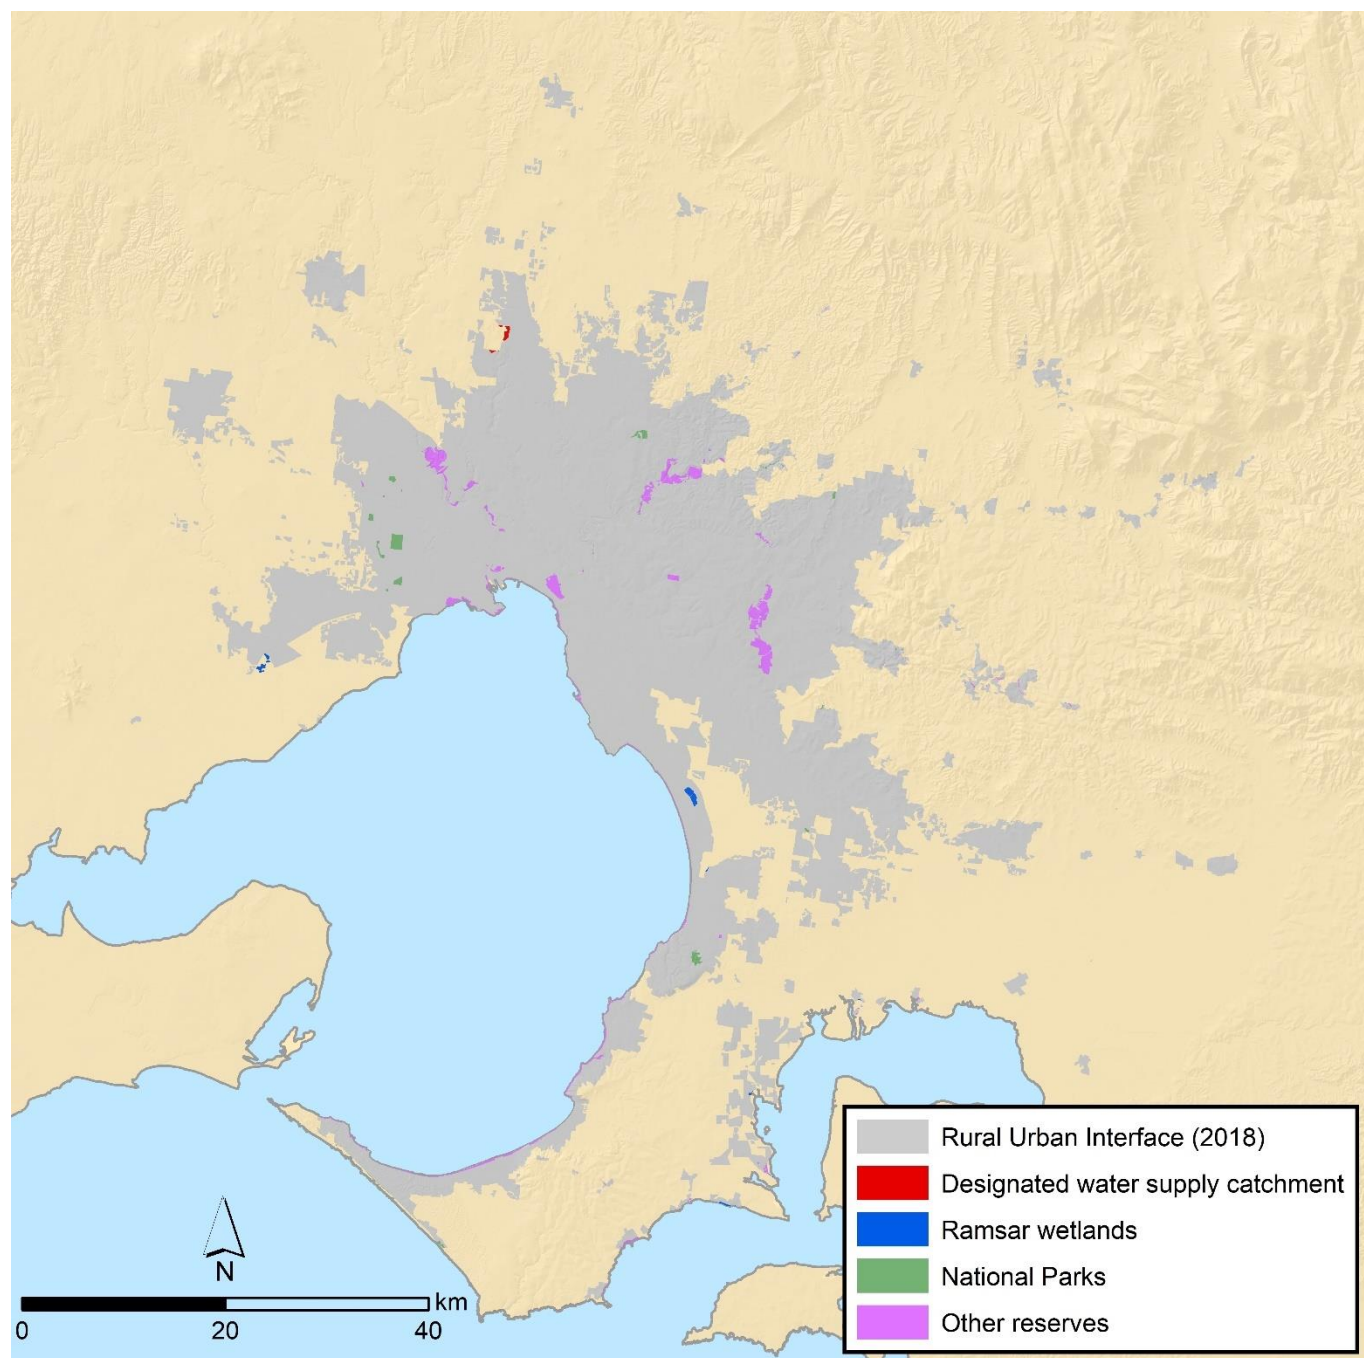 Rural Urban Interface (2018)
Designated water supply catchment
Ramsar wetlands
National Parks
Other reserves
N
km
0 20 40